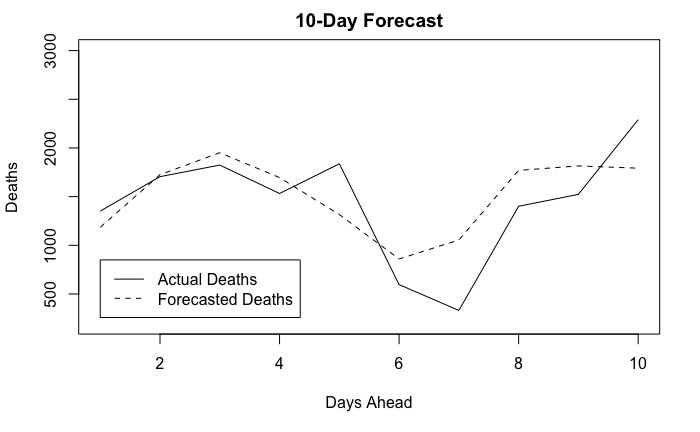 10-Day Forecast
Deaths
3000
2000
1000
500
Actual Deaths
Forecasted Deaths
2 4 6 8 10
Days Ahead